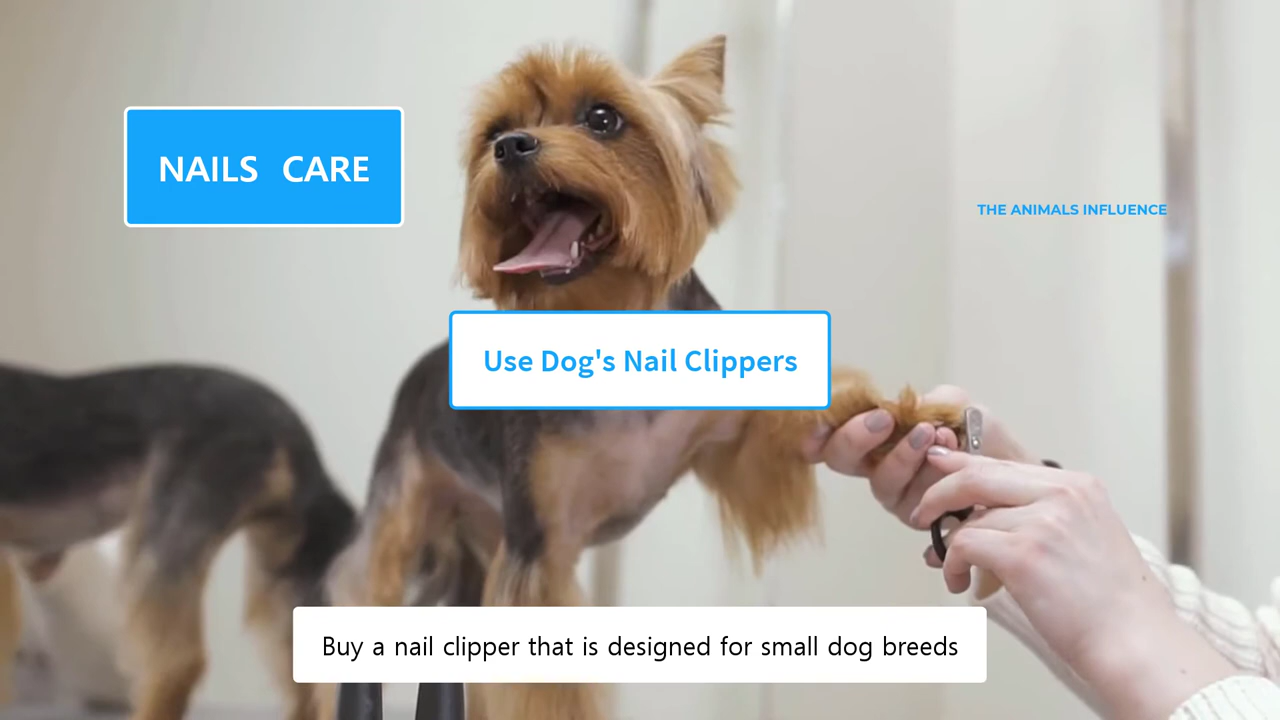 NAILS CARE
THE ANIMALS INFLUENCE
Use Dog's Nail Clippers
Buy a nail clipper that is designed for small dog breeds